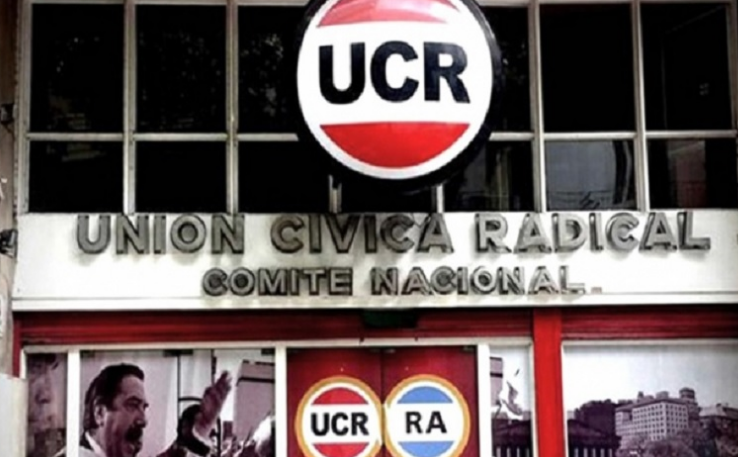 UCR
UNION CIVICA RADICAL
COMITE NACIONAL
UCR RA